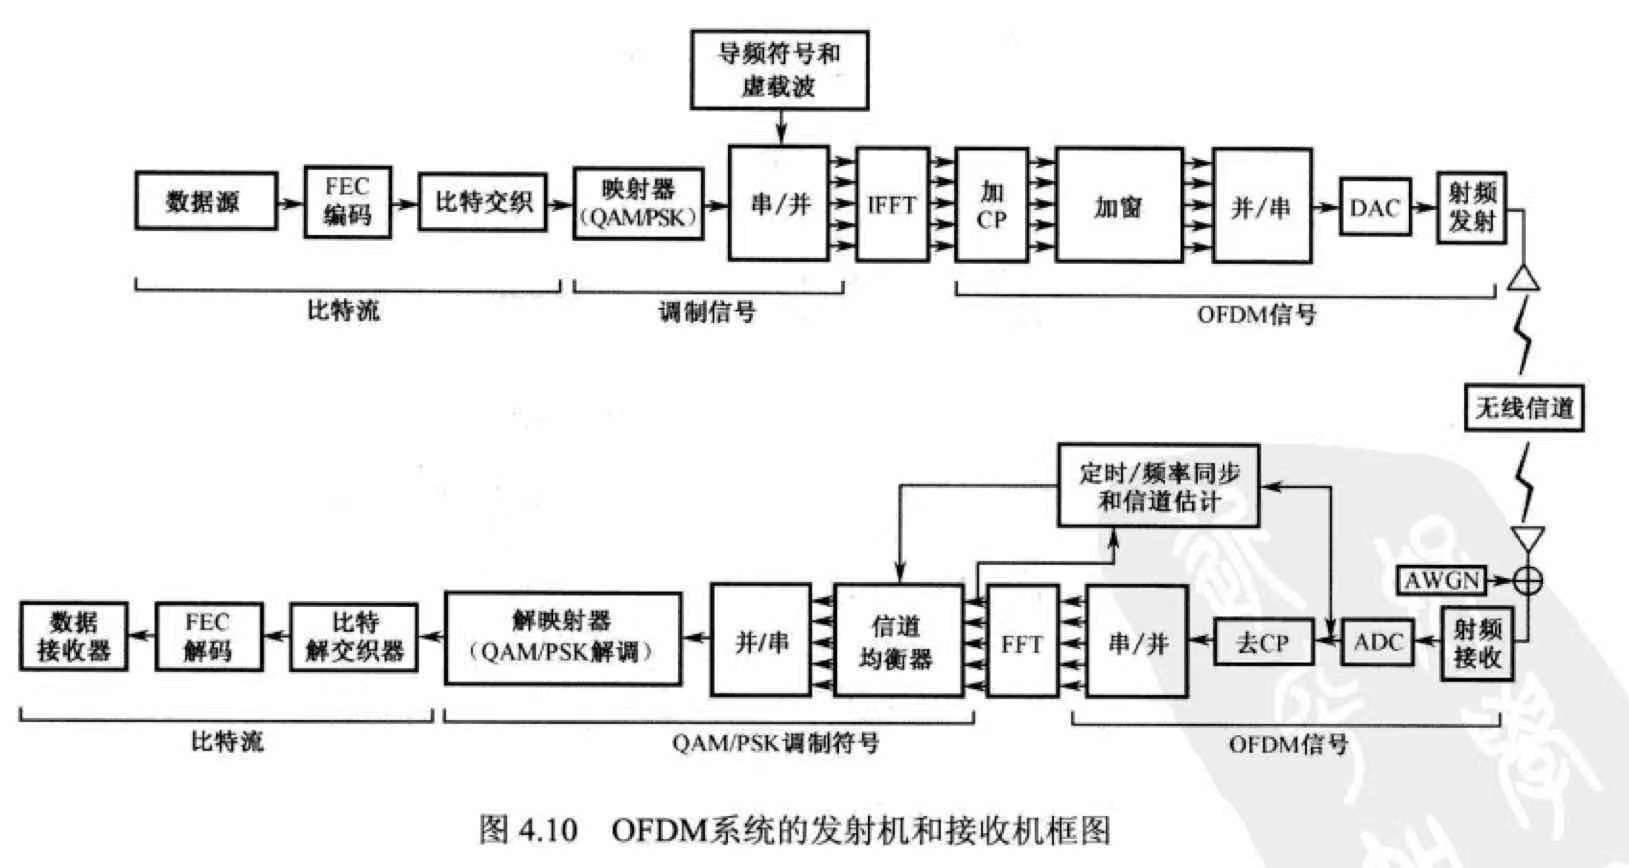 导频符号和
虚载波
数据源
FEC
编码
比特交织
映射器
(QAM/PSK)
串/并
IFFT
加
CP
加窗
并/串
DAC
射频
发射
比特流
调制信号
OFDM信号
无线信道
定时/频率同步
和信道估计
AWGN
数据
接收器
FEC
解码
比特
解交织器
解映射器
(QAM/PSK解调)
并/串
信道
均衡器
FFT
串/并
去CP
ADC
射频
接收
比特流
QAM/PSK调制符号
OFDM信号
图 4.10 OFDM系统的发射机和接收机框图